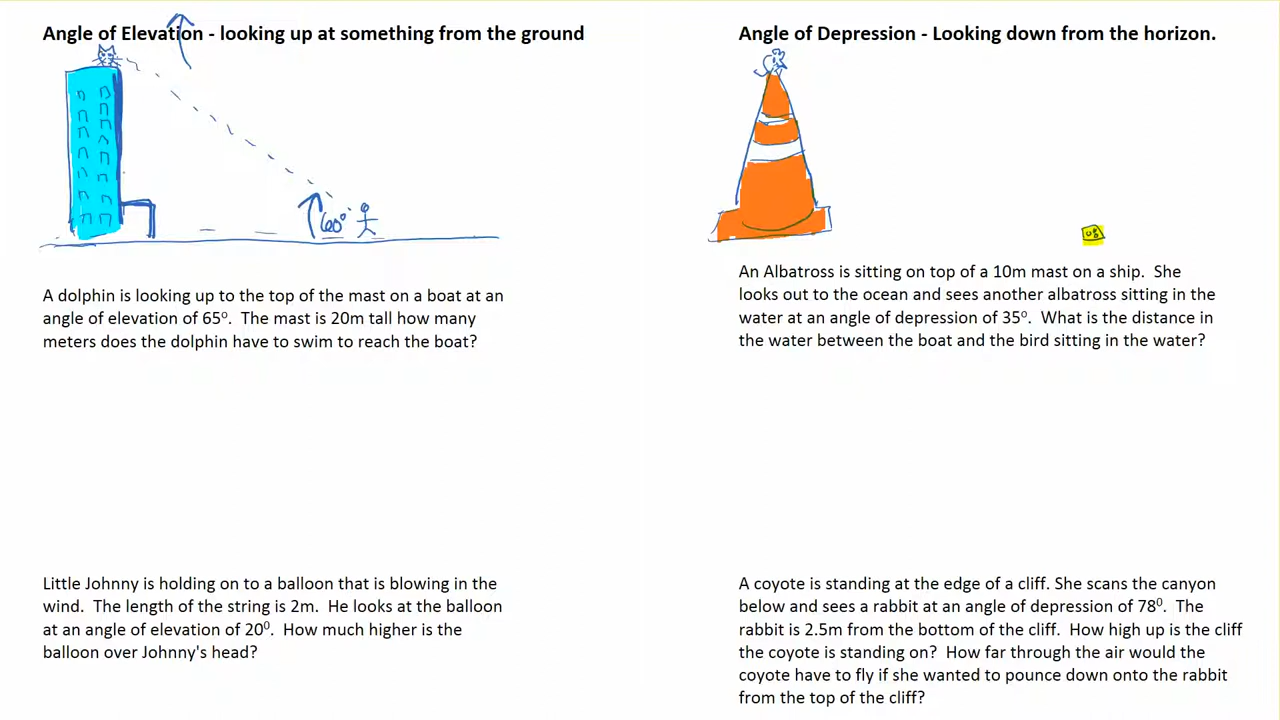 Angle of Elevation - looking up at something from the ground
60°
A dolphin is looking up to the top of the mast on a boat at an
angle of elevation of 65º.  The mast is 20m tall how many
meters does the dolphin have to swim to reach the boat?
Little Johnny is holding on to a balloon that is blowing in the
wind.  The length of the string is 2m.  He looks at the balloon
at an angle of elevation of 20⁰.  How much higher is the
balloon over Johnny's head?
Angle of Depression - Looking down from the horizon.
An Albatross is sitting on top of a 10m mast on a ship.  She
looks out to the ocean and sees another albatross sitting in the
water at an angle of depression of 35º.  What is the distance in
the water between the boat and the bird sitting in the water?
A coyote is standing at the edge of a cliff. She scans the canyon
below and sees a rabbit at an angle of depression of 78⁰.  The
rabbit is 2.5m from the bottom of the cliff.  How high up is the cliff
the coyote is standing on?  How far through the air would the
coyote have to fly if she wanted to pounce down onto the rabbit
from the top of the cliff?